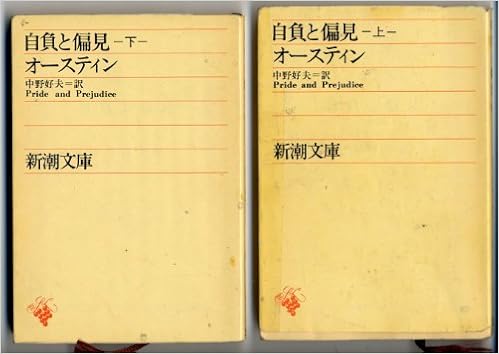 自負と偏見 —下—
オースティン
中野好夫=訳
Pride and Prejudice
新潮文庫
自負と偏見 —上—
オースティン
中野好夫=訳
Pride and Prejudice
新潮文庫